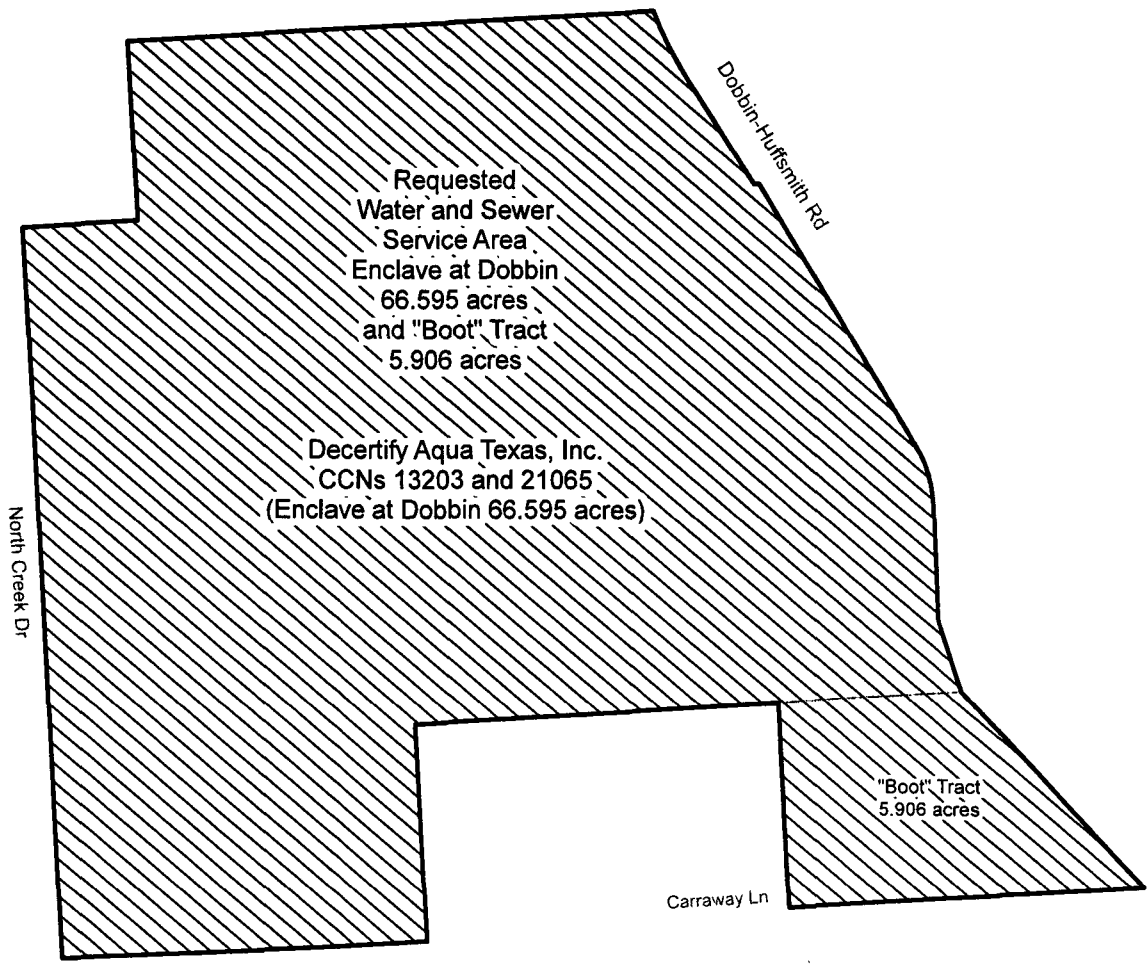 Dobbin-Huffsmith Rd
Requested
Water and Sewer
Service Area
Enclave at Dobbin
66.595 acres
and "Boot" Tract
5.906 acres
Decertify Aqua Texas, Inc.
CCNs 13203 and 21065
(Enclave at Dobbin 66.595 acres)
North Creek Dr
"Boot" Tract
5.906 acres
Carraway Ln